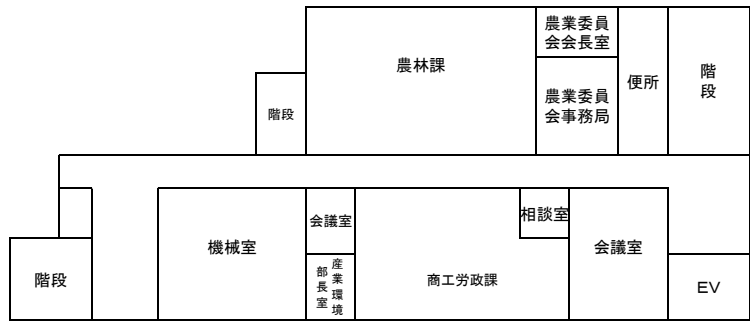 農林課
農業委員
会会長室
農業委員
会事務局
便所
階
段
階段
階段
機械室
会議室
産業環境
部長室
商工労政課
相談室
会議室
EV